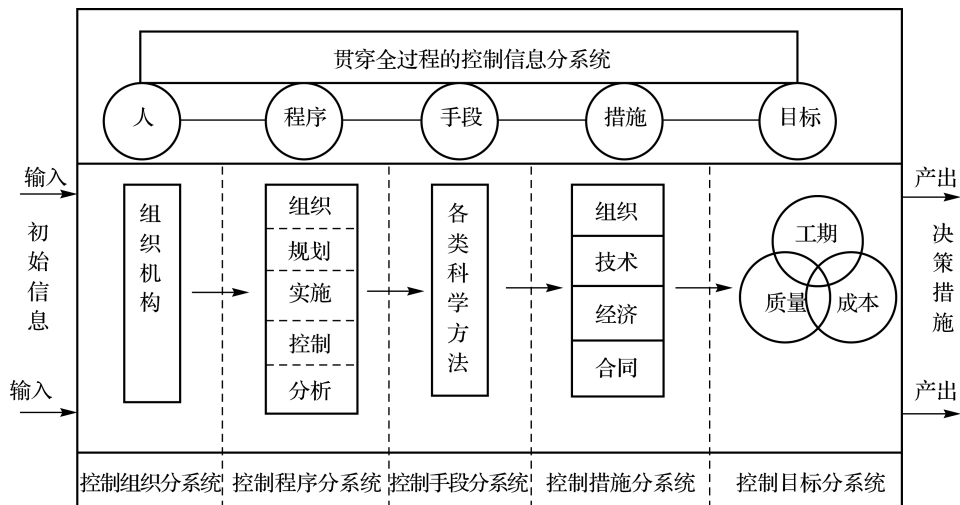 贯穿全过程的控制信息分系统
人
程序
手段
措施
目标
输入
初始信息
输入
组织机构
组织
规划
实施
控制
分析
各类科学方法
组织
技术
经济
合同
工期
质量
成本
产出
决策措施
产出
控制组织分系统
控制程序分系统
控制手段分系统
控制措施分系统
控制目标分系统